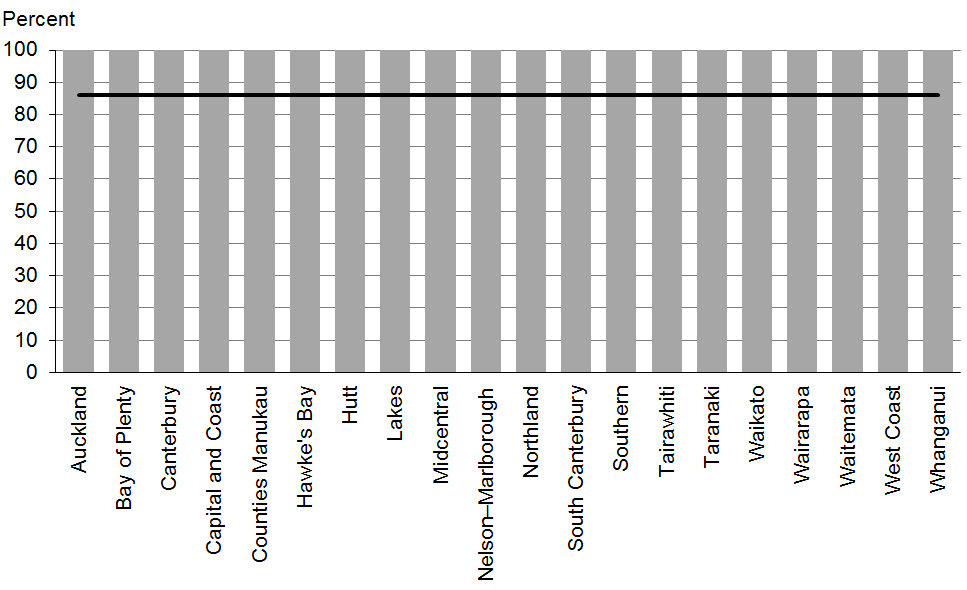 Percent
100
90
80
70
60
50
40
30
20
10
0
Auckland
Bay of Plenty
Canterbury
Capital and Coast
Counties Manukau
Hawke's Bay
Hutt
Lakes
Midcentral
Nelson–Marlborough
Northland
South Canterbury
Southern
Tairawhiti
Taranaki
Waikato
Wairarapa
Waitemata
West Coast
Whanganui